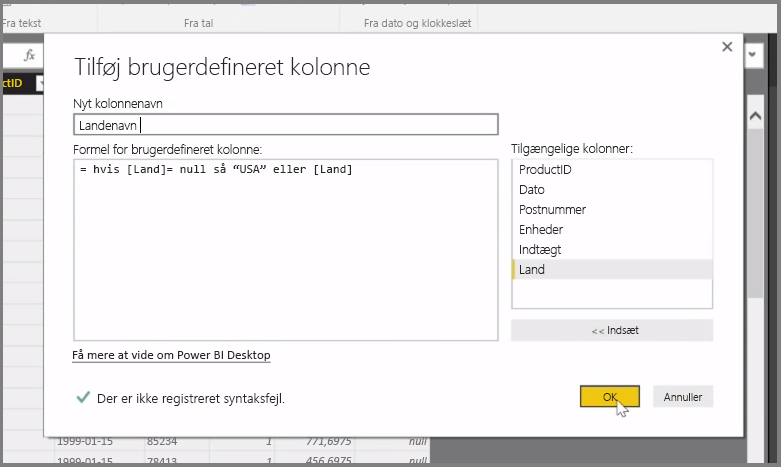 Fra tekst
Fra tal
Fra dato og klokkeslæt
fx
ctID
Tilføj brugerdefineret kolonne
Nyt kolonnenavn
Landenavn
Formel for brugerdefineret kolonne:
= hvis [Land]= null så “USA” eller [Land]
Tilgængelige kolonner:
ProductID
Dato
Postnummer
Enheder
Indtægt
Land
<< Indsæt
Få mere at vide om Power BI Desktop
Der er ikke registreret syntaksfejl.
OK
Annuller
1999-01-15 85234 1 771,6975 null
1999-01-15 78413 1 456,6975 null